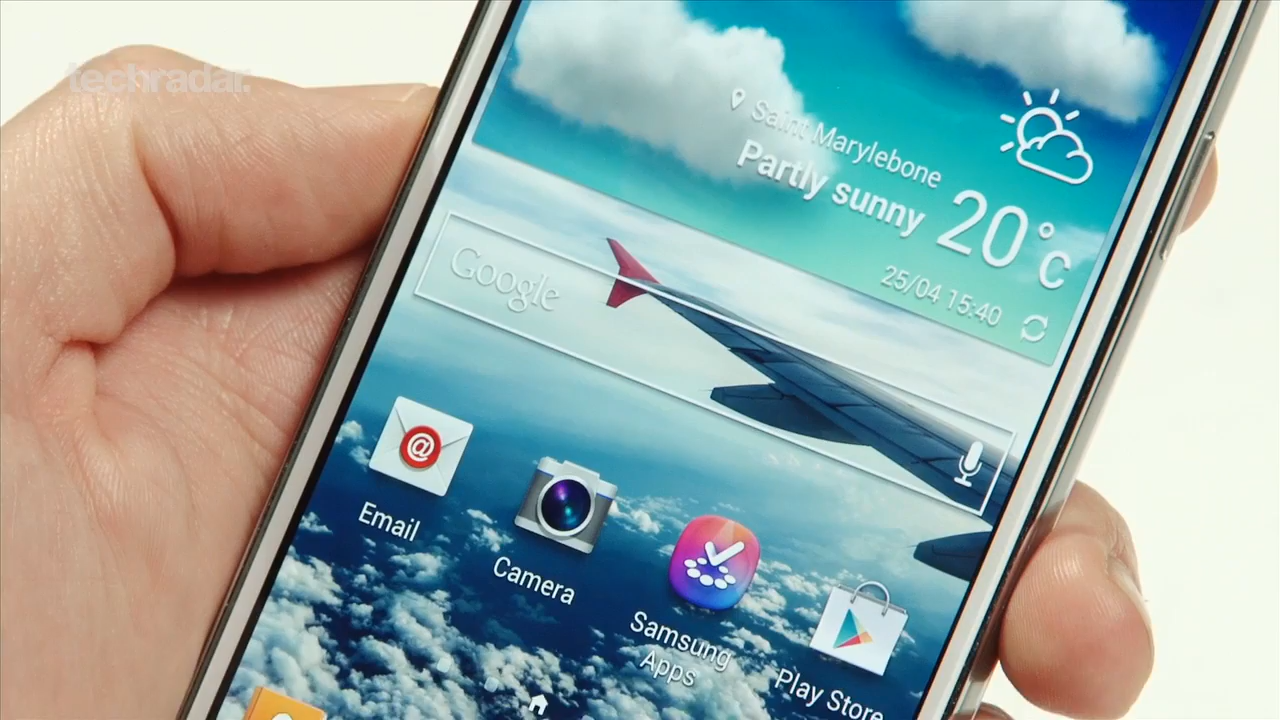 techradar.
Saint Marylebone
Partly sunny
20°C
25/04 15:40
Google
@
Email
Camera
Samsung
Apps
Play Store